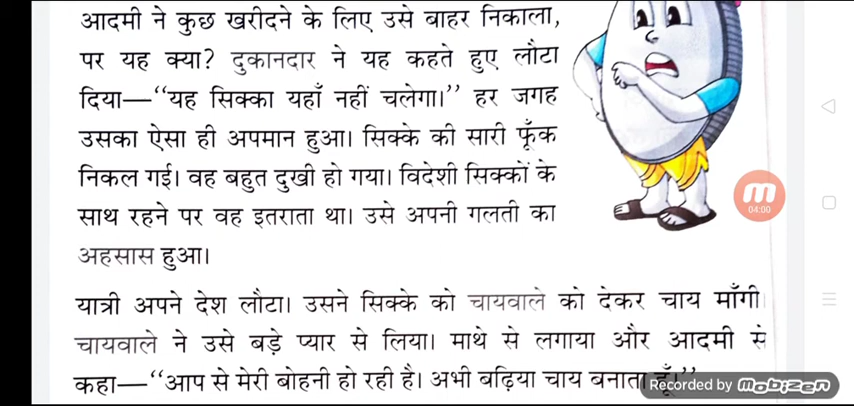 आदमी ने कुछ खरीदने के लिए उसे बाहर निकाला,
पर यह क्या? दुकानदार ने यह कहते हुए लौटा
दिया—“यह सिक्का यहाँ नहीं चलेगा।” हर जगह
उसका ऐसा ही अपमान हुआ। सिक्के की सारी फूँक
निकल गई। वह बहुत दुखी हो गया। विदेशी सिक्कों के
साथ रहने पर वह इतराता था। उसे अपनी गलती का
अहसास हुआ।
04:00
यात्री अपने देश लौटा। उसने सिक्के को चायवाले को देकर चाय माँगी
चायवाले ने उसे बड़े प्यार से लिया। माथे से लगाया और आदमी से
कहा—“आप से मेरी बोहनी हो रही है। अभी बढ़िया चाय बनाता हूँ।”
Recorded by Mobizen